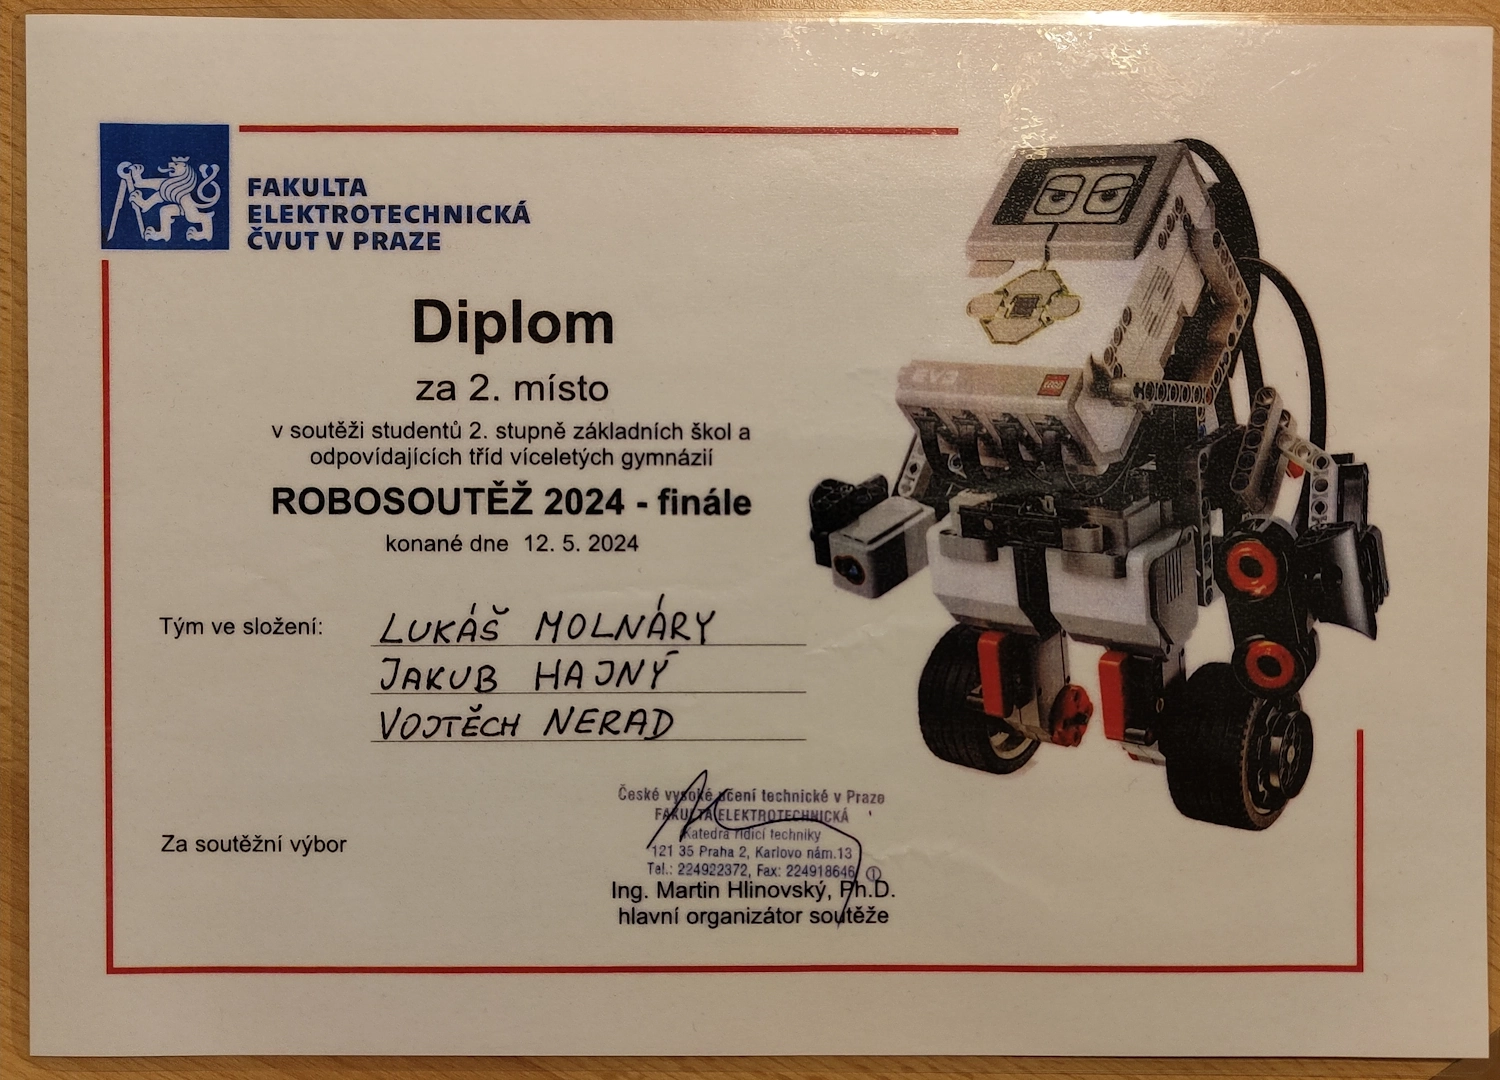 FAKULTA
ELEKTROTECHNICKÁ
ČVUT V PRAZE
Diplom
za 2. místo
v soutěži studentů 2. stupně základních škol a
odpovídajících tříd víceletých gymnázií
ROBOSOUTĚŽ 2024 - finále
konané dne 12. 5. 2024
Tým ve složení: LUKÁŠ MOLNÁRY
JAKUB HAJNÝ
VOJTĚCH NERAD
České vysoké učení technické v Praze
FAKULTA ELEKTROTECHNICKÁ
Katedra řídicí techniky
121 35 Praha 2, Karlovo nám.13
Tel.: 224922372, Fax: 224918646 1
Za soutěžní výbor
Ing. Martin Hlinovský, Ph.D.
hlavní organizátor soutěže
EV3
LEGO